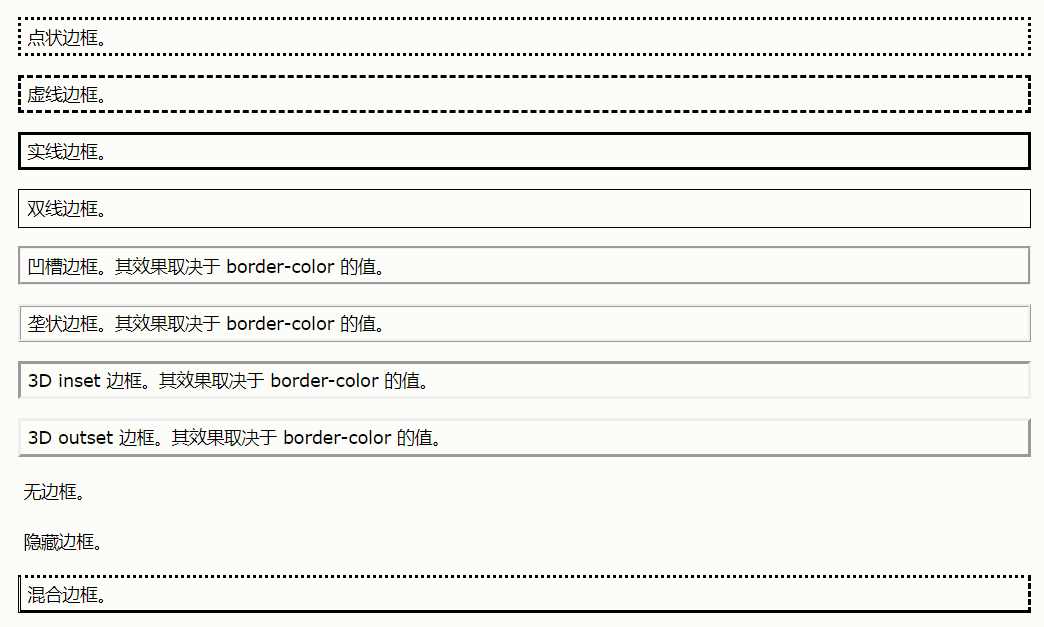 点状边框。
虚线边框。
实线边框。
双线边框。
凹槽边框。其效果取决于 border-color 的值。
垄状边框。其效果取决于 border-color 的值。
3D inset 边框。其效果取决于 border-color 的值。
3D outset 边框。其效果取决于 border-color 的值。
无边框。
隐藏边框。
混合边框。